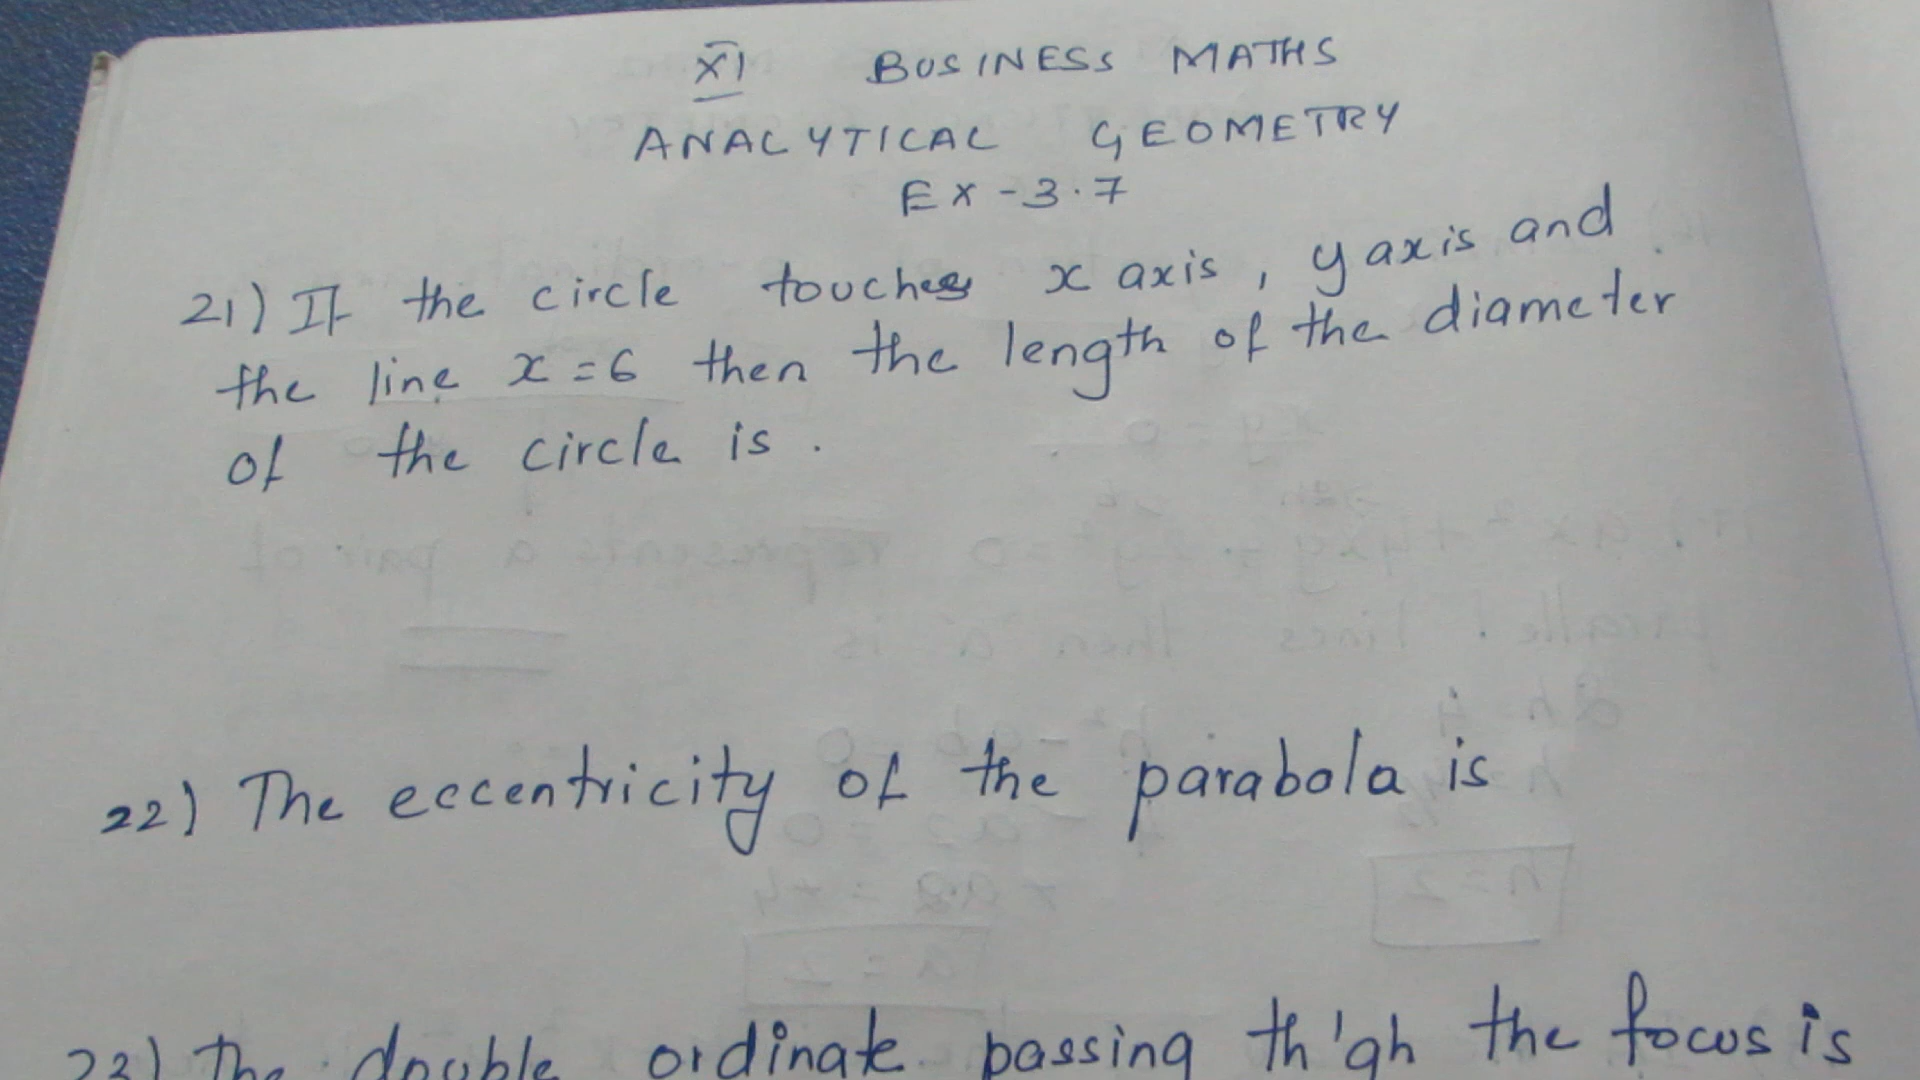 XI BUSINESS MATHS
ANALYTICAL GEOMETRY
EX-3.7
21) If the circle touches x axis, y axis and
the line x=6 then the length of the diameter
of the circle is .
22) The eccentricity of the parabola is
23) The double ordinate passing th'gh the focus is